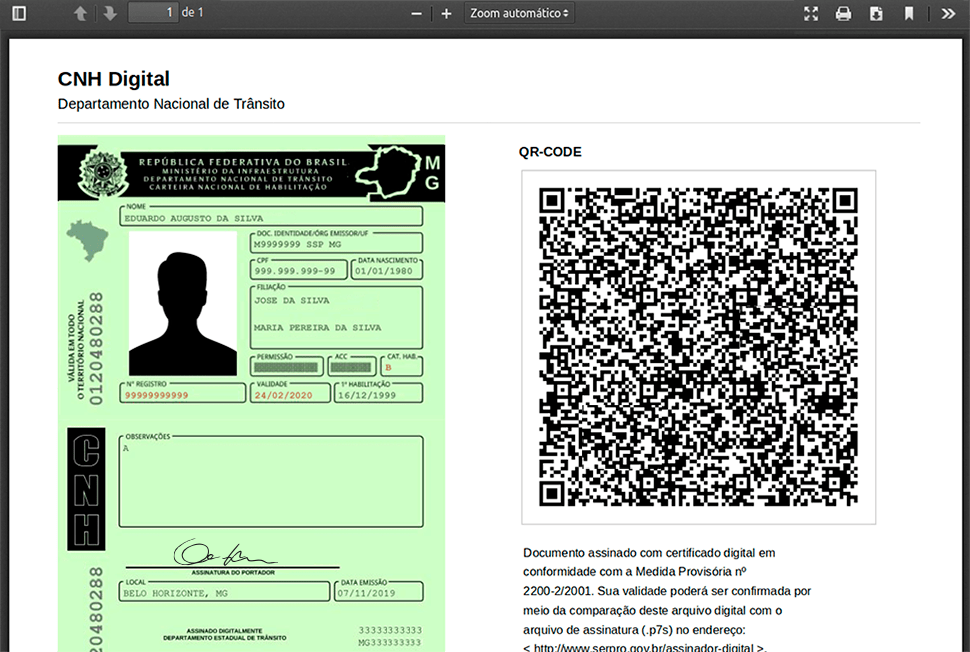 1 de 1
Zoom automático
CNH Digital
Departamento Nacional de Trânsito
REPÚBLICA FEDERATIVA DO BRASIL
MINISTÉRIO DA INFRAESTRUTURA
DEPARTAMENTO NACIONAL DE TRÂNSITO
CARTEIRA NACIONAL DE HABILITAÇÃO
M
G
NOME
EDUARDO AUGUSTO DA SILVA
DOC. IDENTIDADE/ÓRG EMISSOR/UF
M9999999 SSP MG
CPF
999.999.999-99
DATA NASCIMENTO
01/01/1980
FILIAÇÃO
JOSE DA SILVA
MARIA PEREIRA DA SILVA
PERMISSÃO
ACC
CAT. HAB.
B
Nº REGISTRO
99999999999
VALIDADE
24/02/2020
1ª HABILITAÇÃO
16/12/1999
VÁLIDA EM TODO
O TERRITÓRIO NACIONAL
0120480288
OBSERVAÇÕES
A
CNH
ASSINATURA DO PORTADOR
LOCAL
BELO HORIZONTE, MG
DATA EMISSÃO
07/11/2019
20480288
ASSINADO DIGITALMENTE
DEPARTAMENTO ESTADUAL DE TRÂNSITO
33333333333
MG333333333
QR-CODE
Documento assinado com certificado digital em
conformidade com a Medida Provisória nº
2200-2/2001. Sua validade poderá ser confirmada por
meio da comparação deste arquivo digital com o
arquivo de assinatura (.p7s) no endereço:
< http://www.serpro.gov.br/assinador-digital >.